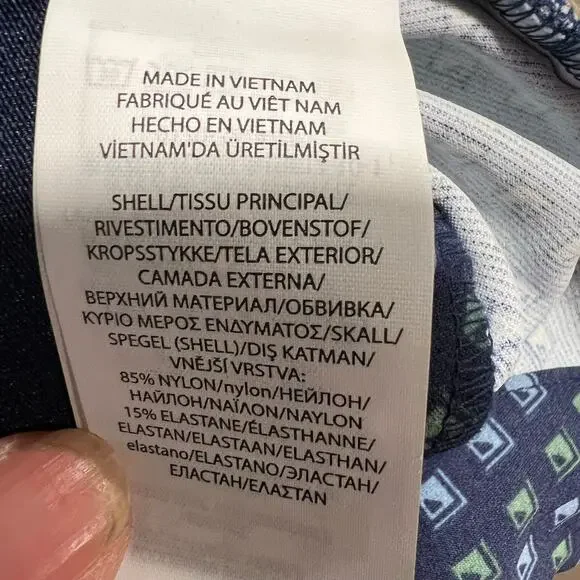 MADE IN VIETNAM
FABRIQUÉ AU VIÊT NAM
HECHO EN VIETNAM
VİETNAM'DA ÜRETİLMİŞTİR
SHELL/TISSU PRINCIPAL/
RIVESTIMENTO/BOVENSTOF/
KROPSSTYKKE/TELA EXTERIOR/
CAMADA EXTERNA/
ВЕРХНИЙ МАТЕРИАЛ/ОБВИВКА/
ΚΥΡΙΟ ΜΕΡΟΣ ΕΝΔΥΜΑΤΟΣ/SKALL/
SPEGEL (SHELL)/DIŞ KATMAN/
VNĚJŠÍ VRSTVA:
85% NYLON/nylon/НЕЙЛОН/
НАЙЛОН/ΝΑΪΛΟΝ/NAYLON
15% ELASTANE/ÉLASTHANNE/
ELASTAN/ELASTAAN/ELASTHAN/
elastano/ELASTANO/ЭЛАСТАН/
ЕЛАСТАН/ΕΛΑΣΤΑΝ